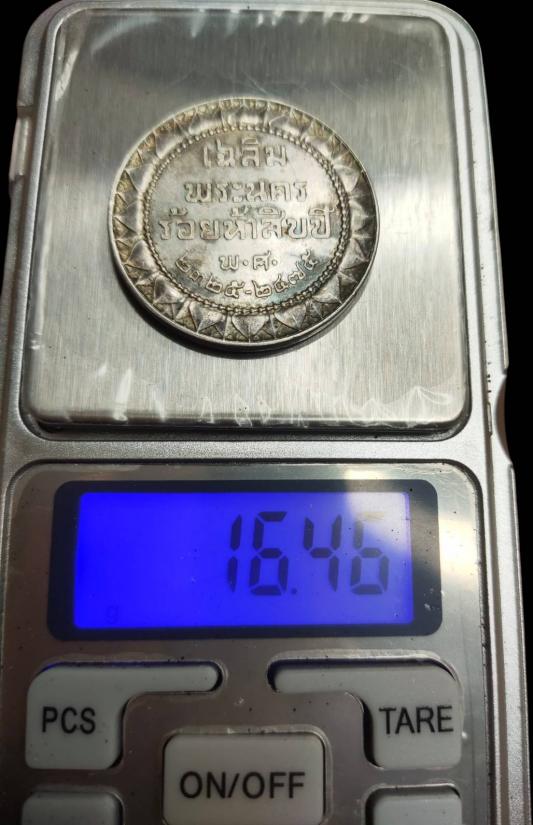 เฉลิม
พระนคร
ร้อยห้าสิบปี
พ.ศ.
๒๓๒๕-๒๔๗๕
16.46
g
PCS
TARE
ON/OFF